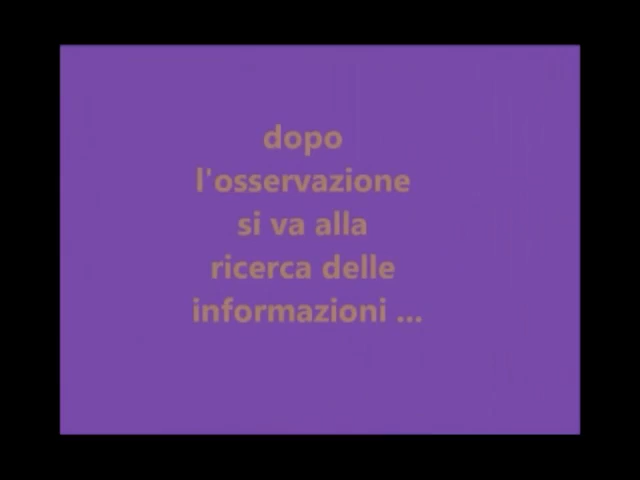 dopo
l'osservazione
si va alla
ricerca delle
informazioni ...